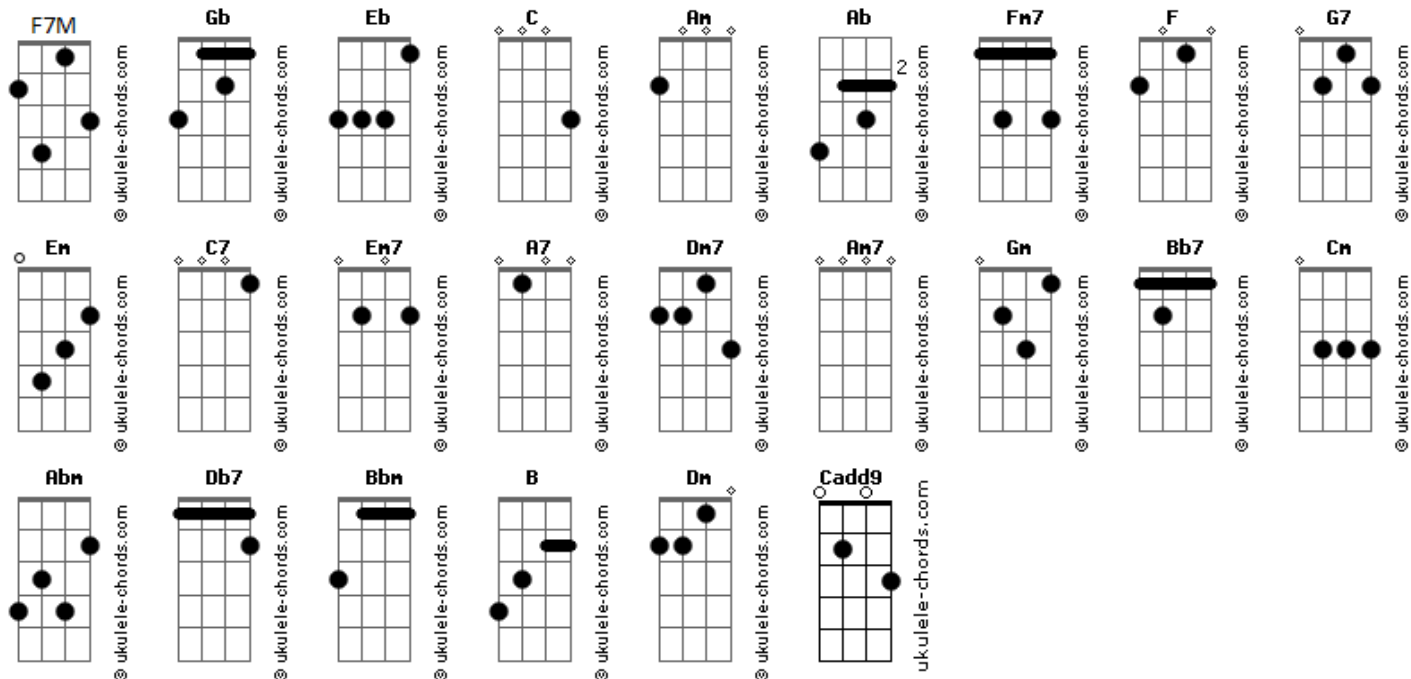 F7M Gb Eb C Am Ab Fm7 F G7
2
© ukulele-chords.com © ukulele-chords.com © ukulele-chords.com © ukulele-chords.com © ukulele-chords.com © ukulele-chords.com © ukulele-chords.com © ukulele-chords.com © ukulele-chords.com
Em C7 Em7 A7 Dm7 Am7 Gm Bb7 Cm
© ukulele-chords.com © ukulele-chords.com © ukulele-chords.com © ukulele-chords.com © ukulele-chords.com © ukulele-chords.com © ukulele-chords.com © ukulele-chords.com © ukulele-chords.com
Abm Db7 Bbm B Dm Cadd9
© ukulele-chords.com © ukulele-chords.com © ukulele-chords.com © ukulele-chords.com © ukulele-chords.com ukulele-chords.com